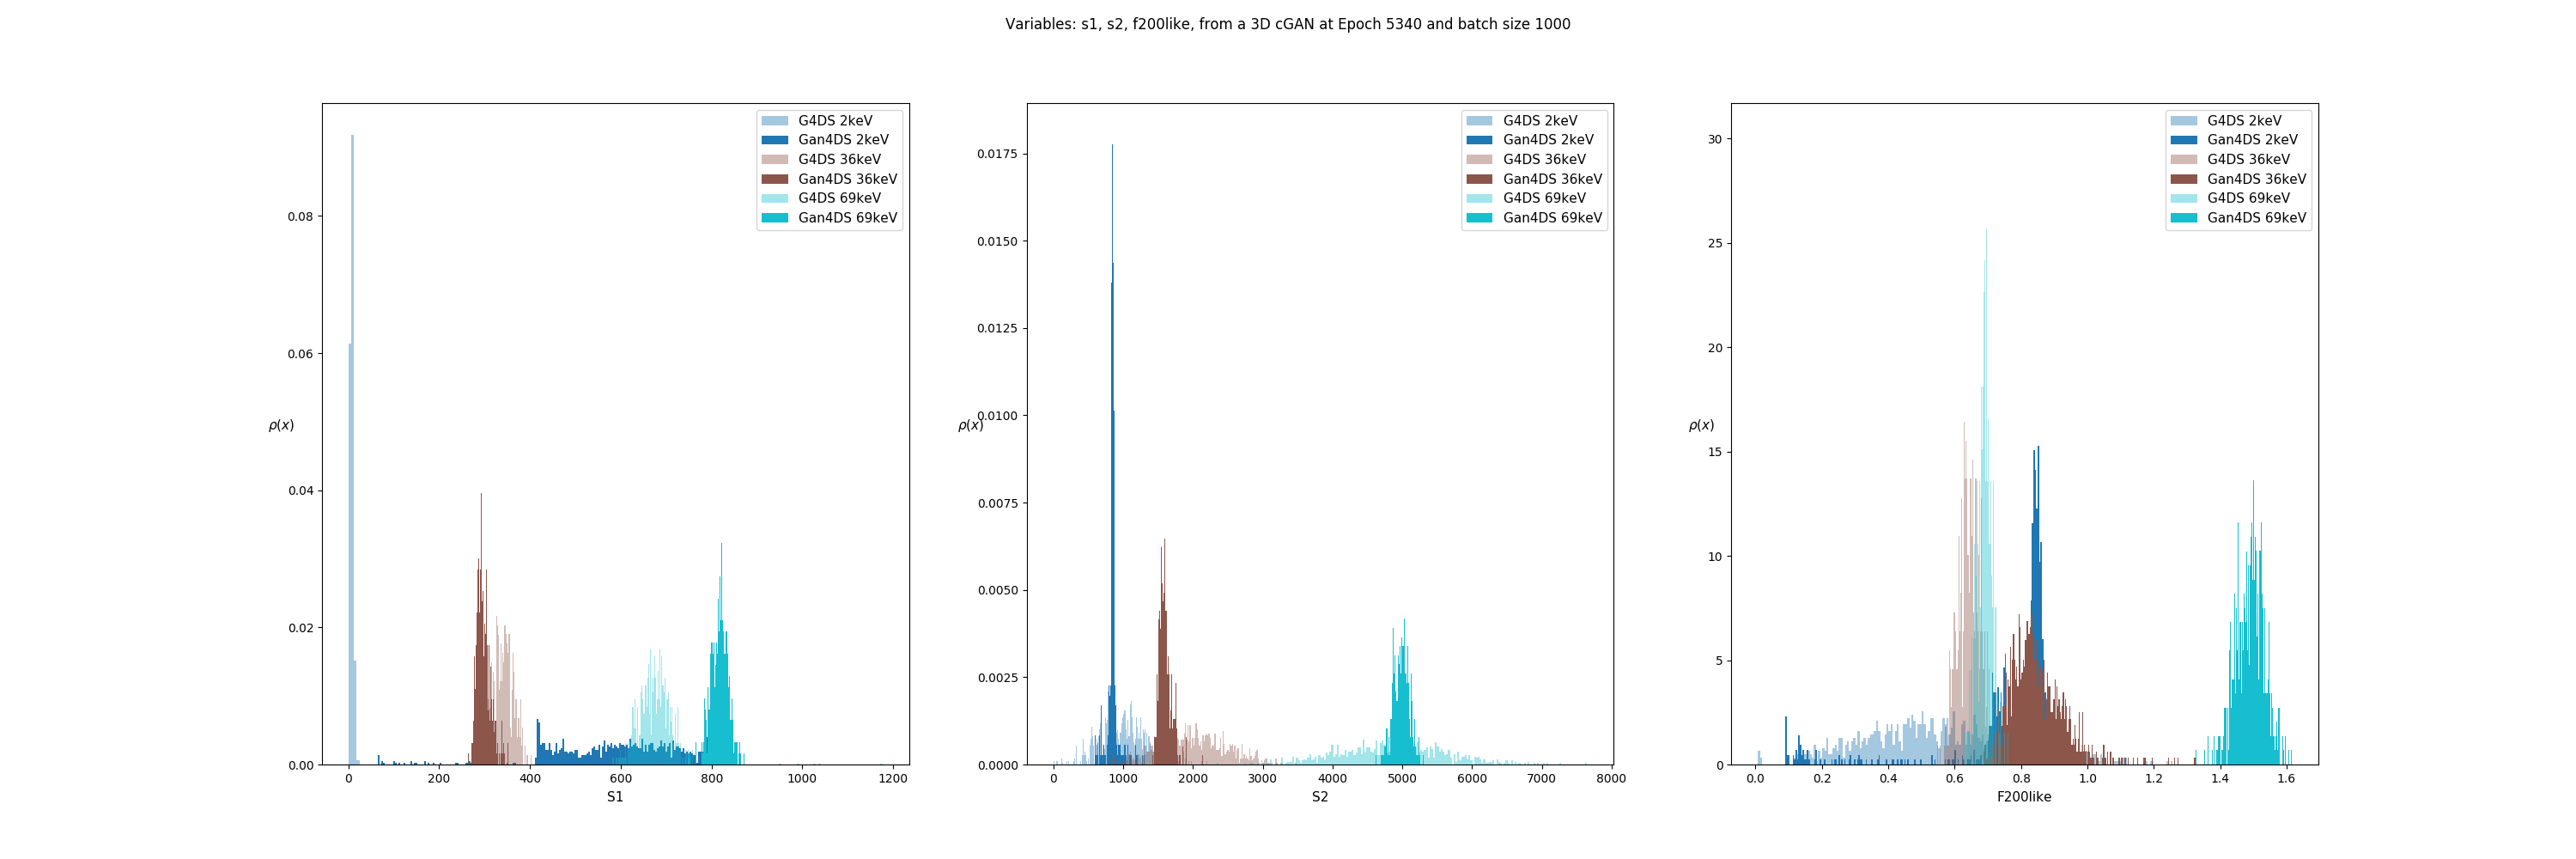 Variables: s1, s2, f200like, from a 3D cGAN at Epoch 5340 and batch size 1000
G4DS 2keV
Gan4DS 2keV
G4DS 36keV
Gan4DS 36keV
G4DS 69keV
Gan4DS 69keV
0.08
0.06
0.04
0.02
0.00
ρ(x)
0 200 400 600 800 1000 1200
S1
G4DS 2keV
Gan4DS 2keV
G4DS 36keV
Gan4DS 36keV
G4DS 69keV
Gan4DS 69keV
0.0175
0.0150
0.0125
0.0100
0.0075
0.0050
0.0025
0.0000
ρ(x)
0 1000 2000 3000 4000 5000 6000 7000 8000
S2
G4DS 2keV
Gan4DS 2keV
G4DS 36keV
Gan4DS 36keV
G4DS 69keV
Gan4DS 69keV
30
25
20
15
10
5
0
ρ(x)
0.0 0.2 0.4 0.6 0.8 1.0 1.2 1.4 1.6
F200like